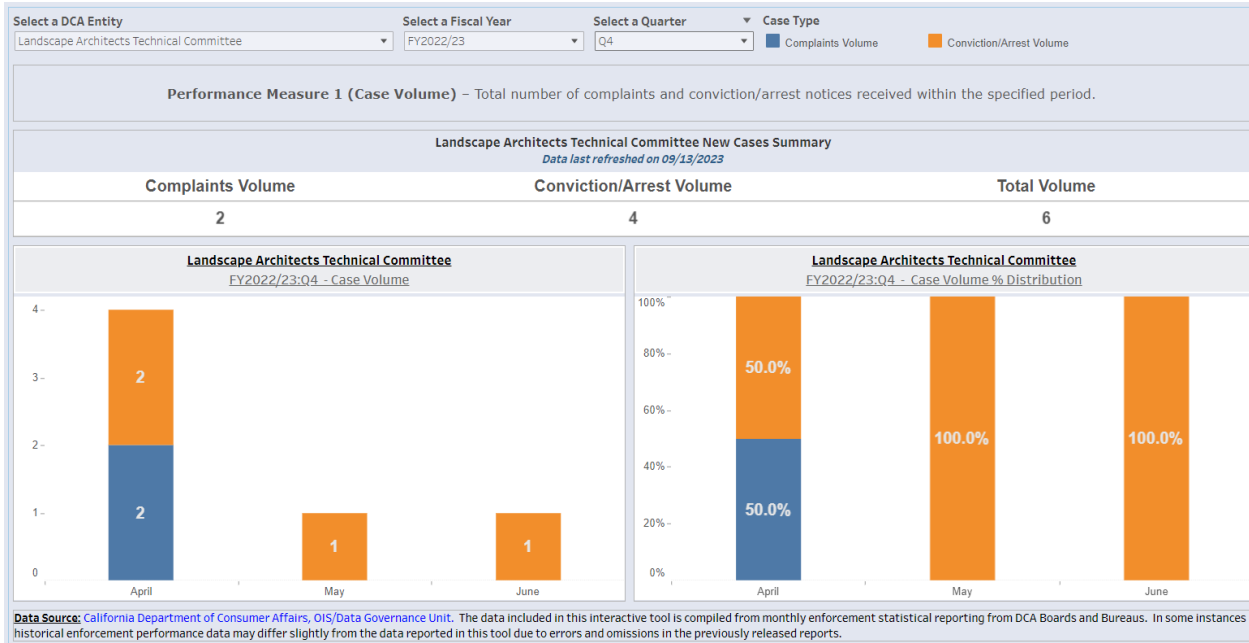 Select a DCA Entity Select a Fiscal Year Select a Quarter Case Type
Landscape Architects Technical Committee FY2022/23 Q4 Complaints Volume Conviction/Arrest Volume
Performance Measure 1 (Case Volume) – Total number of complaints and conviction/arrest notices received within the specified period.
Landscape Architects Technical Committee New Cases Summary
Data last refreshed on 09/13/2023
Complaints Volume Conviction/Arrest Volume Total Volume
2 4 6
Landscape Architects Technical Committee
FY2022/23:Q4 - Case Volume
4
3
2
1
0
2
2
1
1
April May June
Landscape Architects Technical Committee
FY2022/23:Q4 - Case Volume % Distribution
100%
80%
60%
40%
20%
0%
50.0%
50.0%
100.0%
100.0%
April May June
Data Source: California Department of Consumer Affairs, OIS/Data Governance Unit. The data included in this interactive tool is compiled from monthly enforcement statistical reporting from DCA Boards and Bureaus. In some instances
historical enforcement performance data may differ slightly from the data reported in this tool due to errors and omissions in the previously released reports.